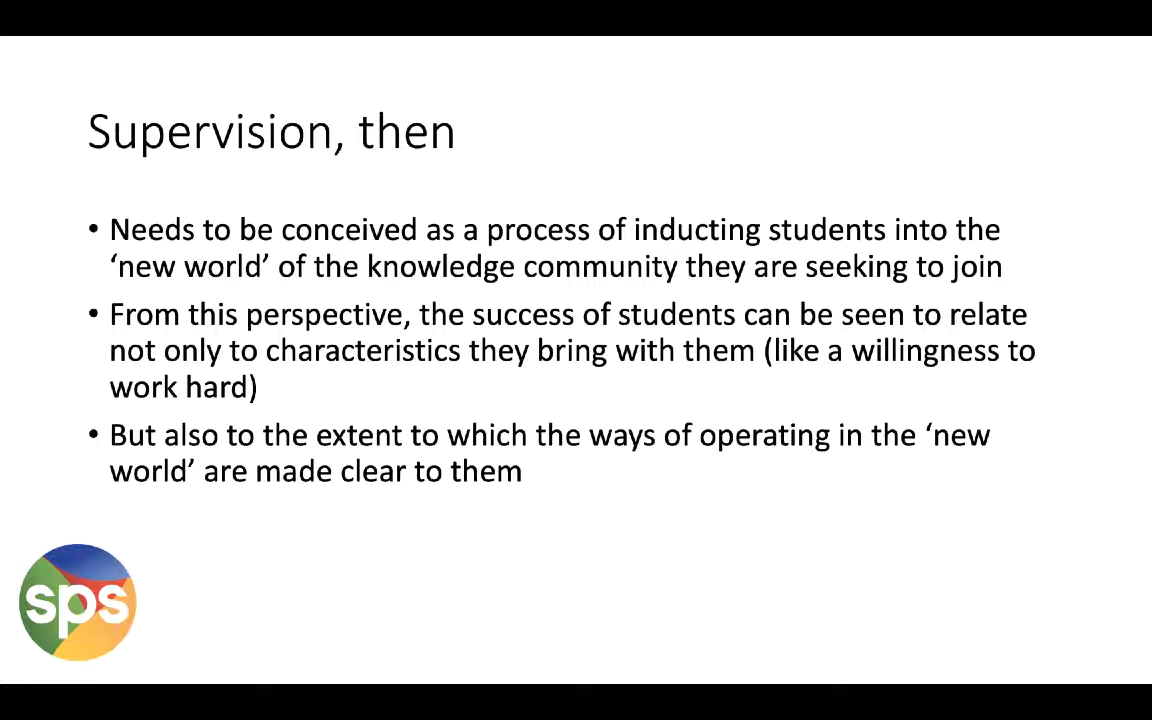 Supervision, then
• Needs to be conceived as a process of inducting students into the
‘new world’ of the knowledge community they are seeking to join
• From this perspective, the success of students can be seen to relate
not only to characteristics they bring with them (like a willingness to
work hard)
• But also to the extent to which the ways of operating in the ‘new
world’ are made clear to them
sps